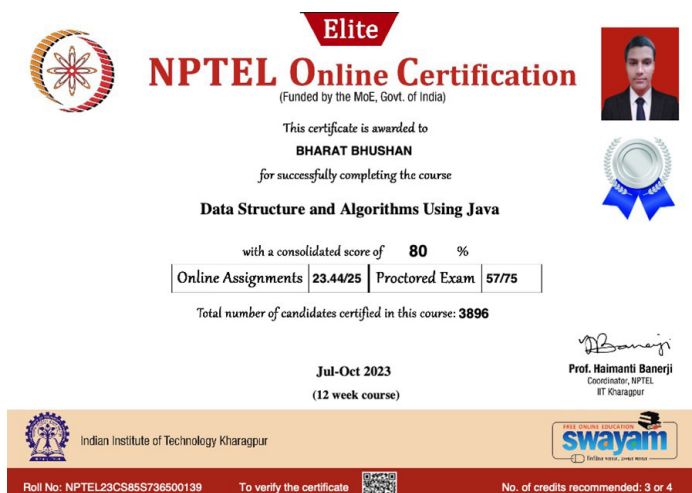 Elite
NPTEL Online Certification
(Funded by the MoE, Govt. of India)
This certificate is awarded to
BHARAT BHUSHAN
for successfully completing the course
Data Structure and Algorithms Using Java
with a consolidated score of 80 %
Online Assignments 23.44/25 Proctored Exam 57/75
Total number of candidates certified in this course: 3896
Jul-Oct 2023
(12 week course)
Prof. Haimanti Banerji
Coordinator, NPTEL
IIT Kharagpur
Indian Institute of Technology Kharagpur
FREE ONLINE EDUCATION
swayam
Roll No: NPTEL23CS85S736500139 To verify the certificate No. of credits recommended: 3 or 4